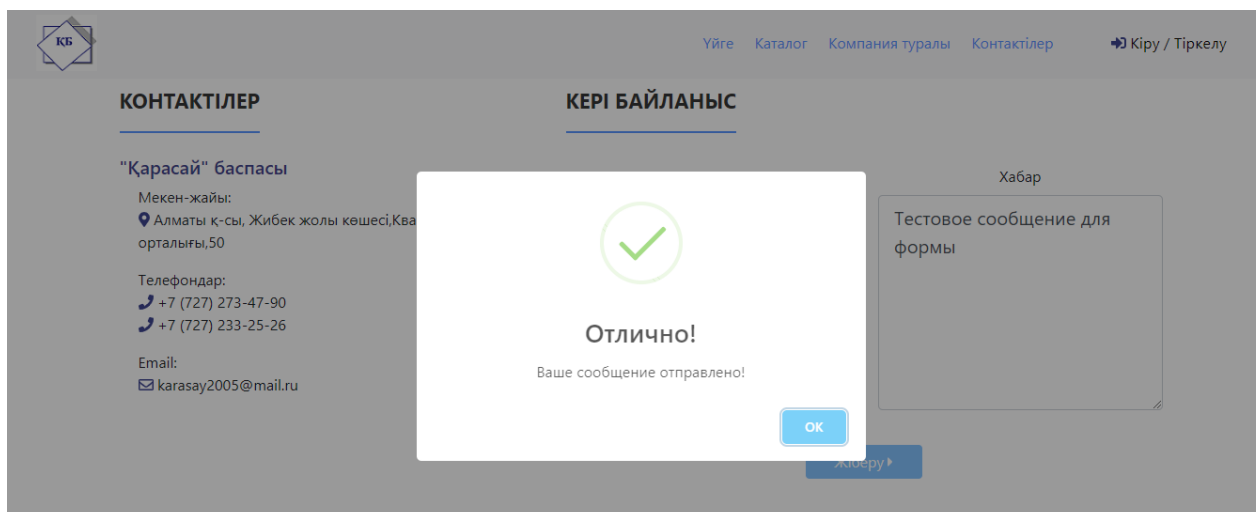 ҚБ
Үйге Каталог Компания туралы Контактілер Кіру / Тіркелу
КОНТАКТІЛЕР
КЕРІ БАЙЛАНЫС
"Қарасай" баспасы
Мекен-жайы:
Алматы қ-сы, Жибек жолы көшесі,Ква
орталығы,50
Телефондар:
+7 (727) 273-47-90
+7 (727) 233-25-26
Email:
karasay2005@mail.ru
Отлично!
Ваше сообщение отправлено!
OK
Хабар
Тестовое сообщение для
формы
Жіберу